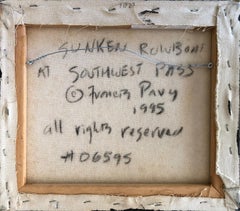 SUNKEN ROWBOAT
AT SOUTHWEST PASS
© Francis Pavy
1995
all rights reserved
#06595